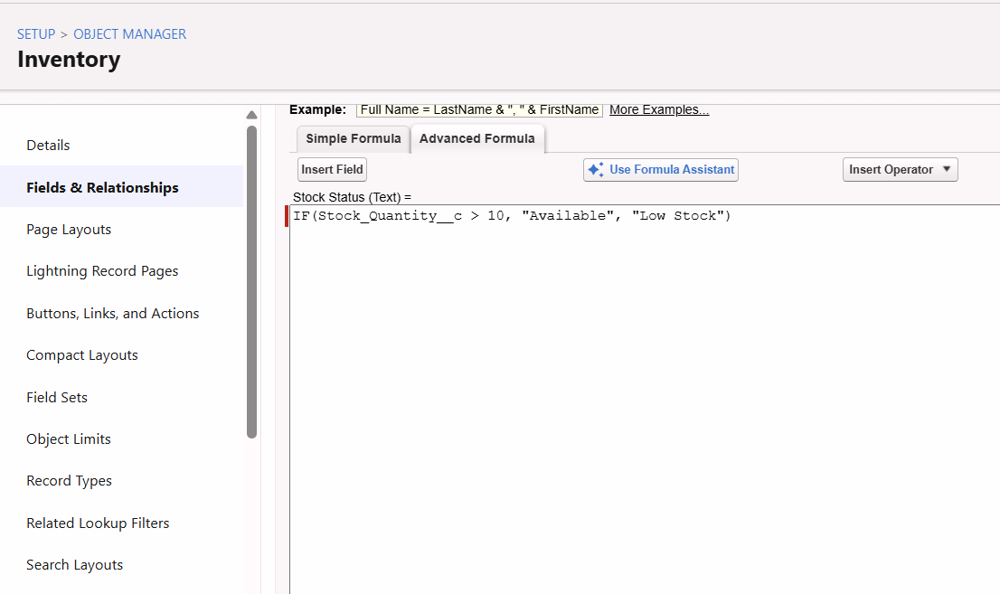 SETUP > OBJECT MANAGER
Inventory
Details
Fields & Relationships
Page Layouts
Lightning Record Pages
Buttons, Links, and Actions
Compact Layouts
Field Sets
Object Limits
Record Types
Related Lookup Filters
Search Layouts
Example: Full Name = LastName & ", " & FirstName More Examples...
Simple Formula Advanced Formula
Insert Field Use Formula Assistant Insert Operator
Stock Status (Text) =
IF(Stock_Quantity__c > 10, "Available", "Low Stock")